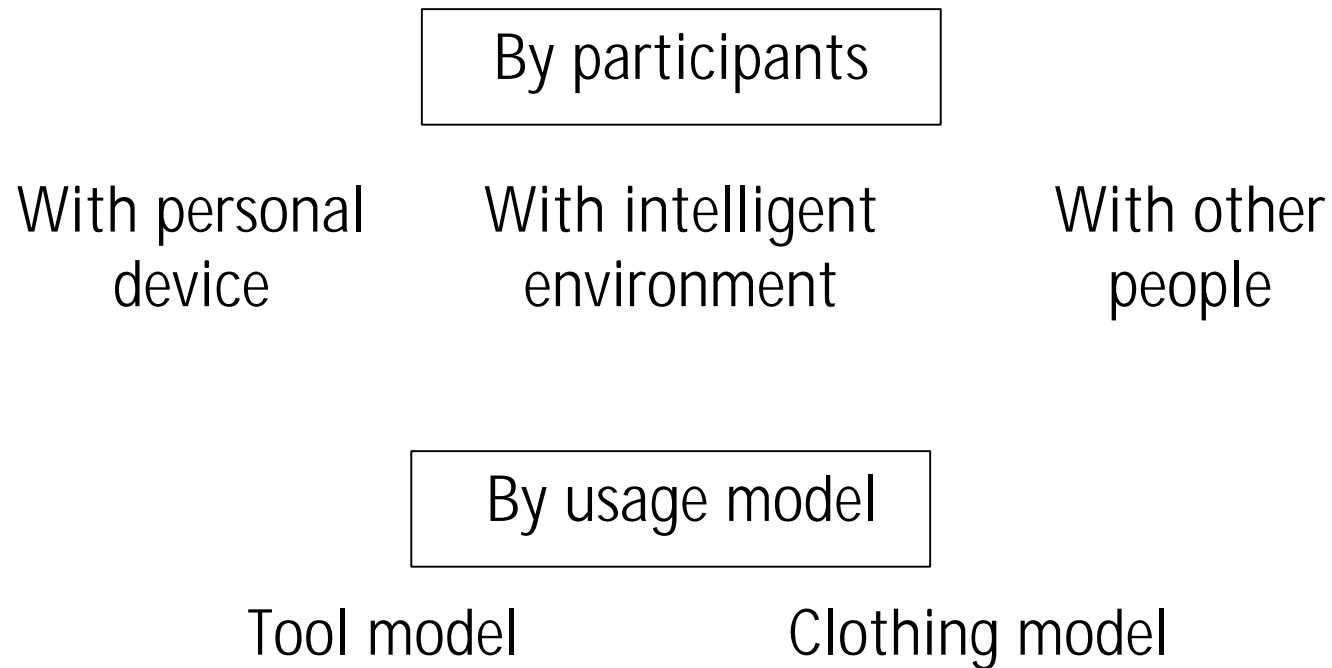 By participants
With personal With intelligent With other
device environment people
By usage model
Tool model Clothing model